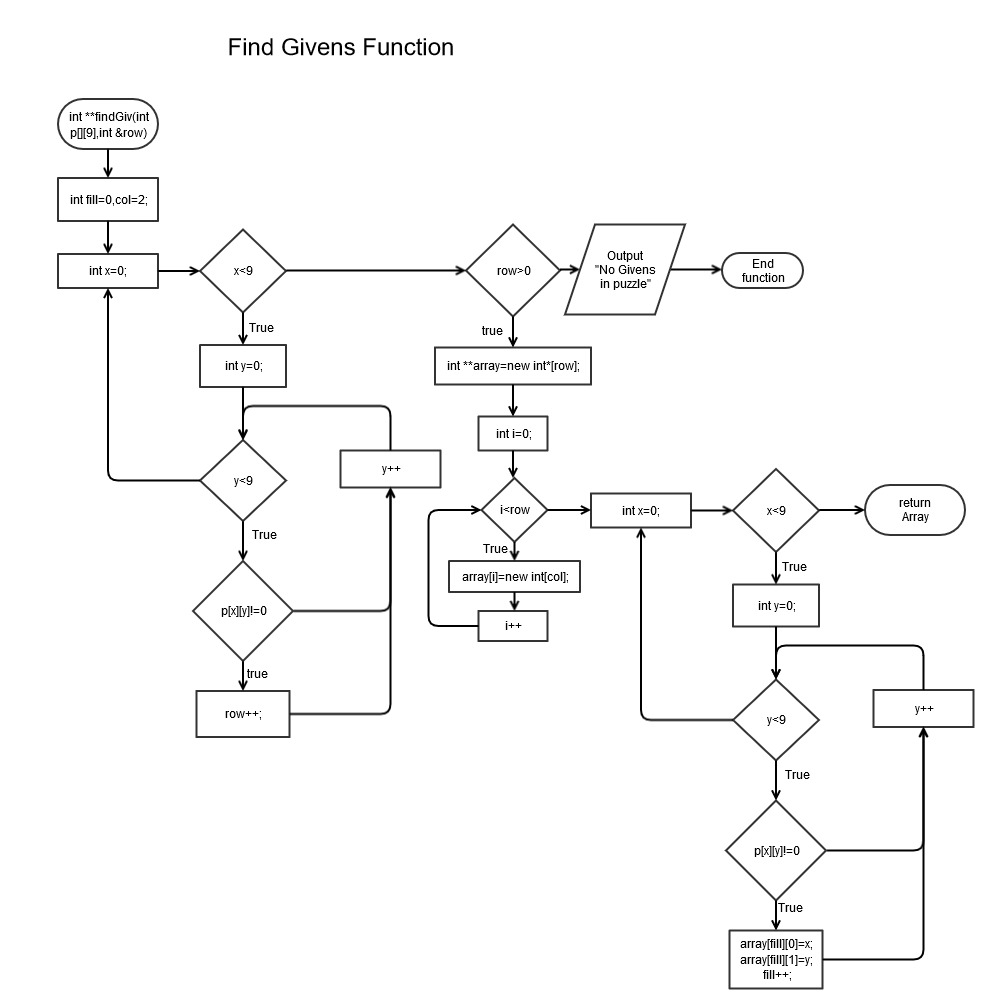 Find Givens Function
int **findGiv(int
p[][9],int &row)
int fill=0,col=2;
int x=0;
x<9
True
int y=0;
y<9
True
y++
p[x][y]!=0
true
row++;
row>0
Output
"No Givens
in puzzle"
End
function
true
int **array=new int*[row];
int i=0;
i<row
True
array[i]=new int[col];
i++
int x=0;
x<9
return
Array
True
int y=0;
y<9
y++
True
p[x][y]!=0
True
array[fill][0]=x;
array[fill][1]=y;
fill++;